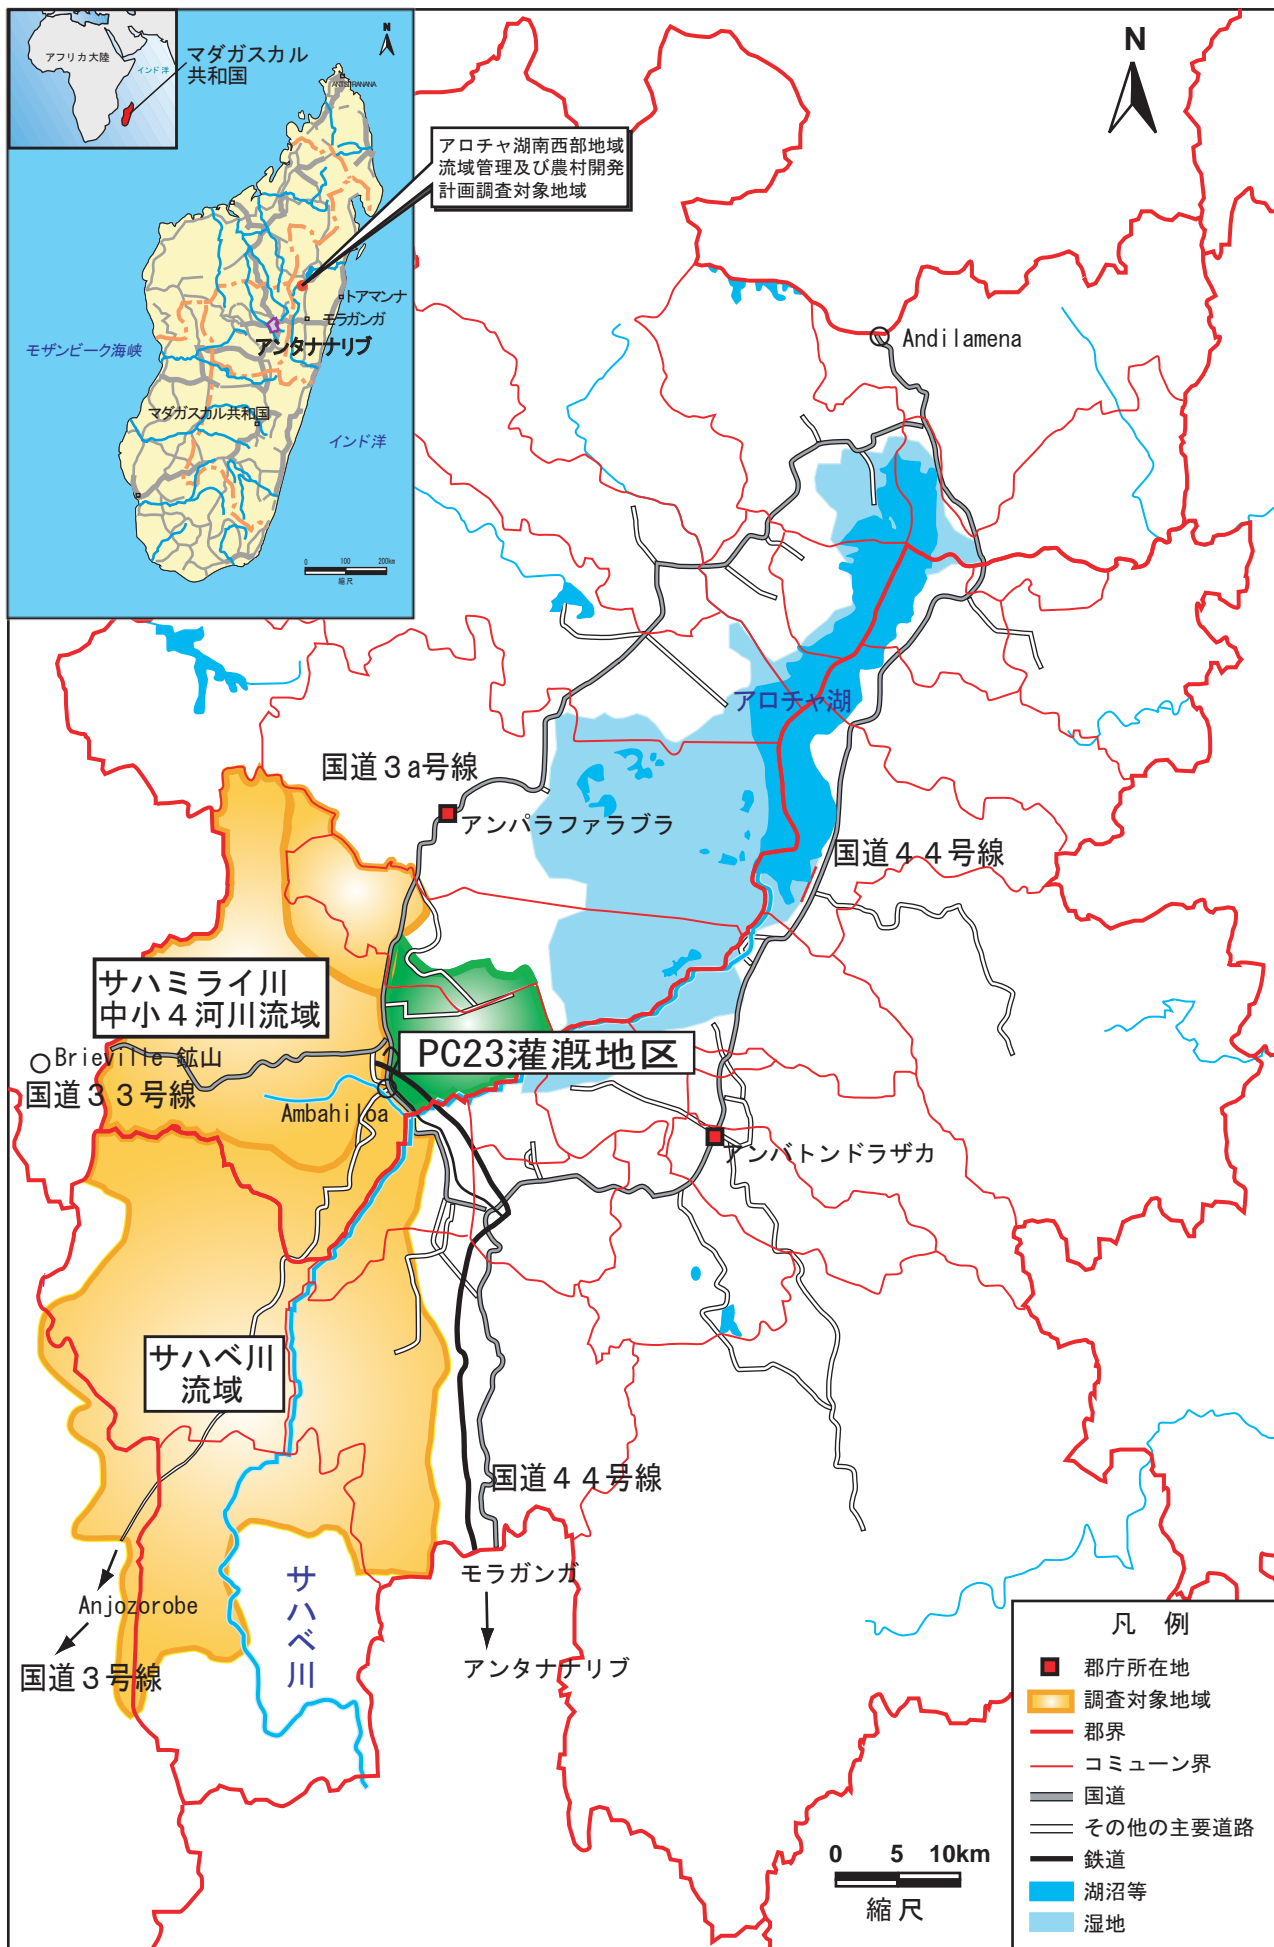 アフリカ大陸
インド洋
マダガスカル
共和国
N
ANTSIRANANA
アロチャ湖南西部地域
流域管理及び農村開発
計画調査対象地域
トアマシナ
モラガンガ
アンタナナリブ
モザンビーク海峡
マダガスカル共和国
インド洋
0 100 200km
縮尺
N
Andilamena
アロチャ湖
国道３a号線
アンパラファラブラ
国道４４号線
サハミライ川
中小４河川流域
Brieville 鉱山
国道３３号線
PC23灌漑地区
Ambahiloa
アンバトンドラザカ
サハベ川
流域
国道４４号線
サハベ川
モラガンガ
アンタナナリブ
Anjozorobe
国道３号線
0 5 10km
縮尺
凡例
郡庁所在地
調査対象地域
郡界
コミューン界
国道
その他の主要道路
鉄道
湖沼等
湿地